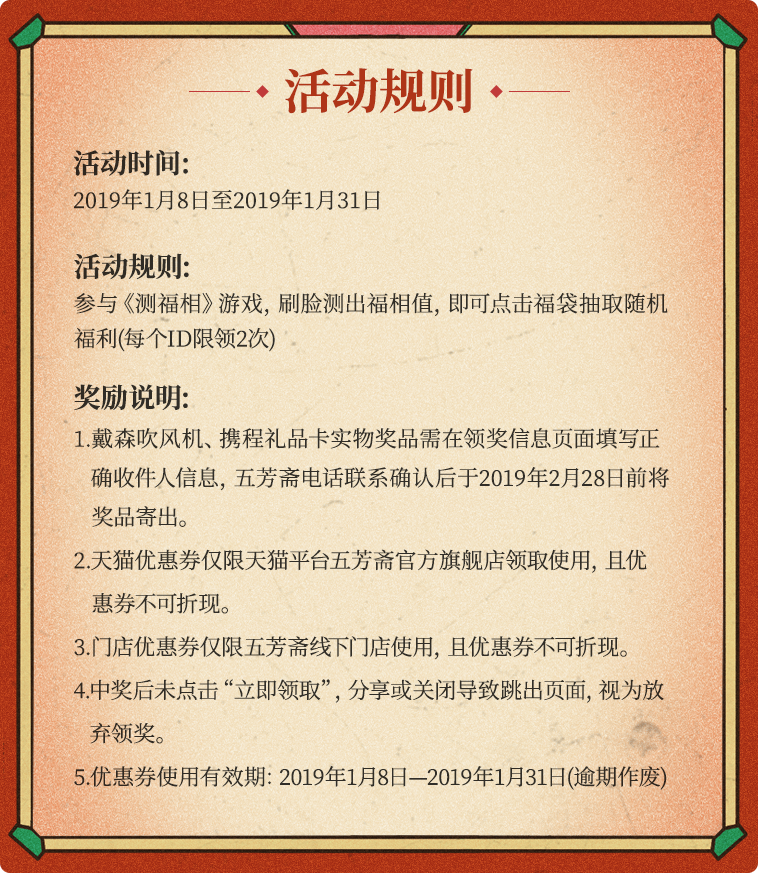 活动规则
活动时间:
2019年1月8日至2019年1月31日
活动规则:
参与《测福相》游戏, 刷脸测出福相值, 即可点击福袋抽取随机
福利(每个ID限领2次)
奖励说明:
1.戴森吹风机、携程礼品卡实物奖品需在领奖信息页面填写正
确收件人信息, 五芳斋电话联系确认后于2019年2月28日前将
奖品寄出。
2.天猫优惠券仅限天猫平台五芳斋官方旗舰店领取使用, 且优
惠券不可折现。
3.门店优惠券仅限五芳斋线下门店使用, 且优惠券不可折现。
4.中奖后未点击“立即领取”, 分享或关闭导致跳出页面, 视为放
弃领奖。
5.优惠券使用有效期: 2019年1月8日—2019年1月31日(逾期作废)